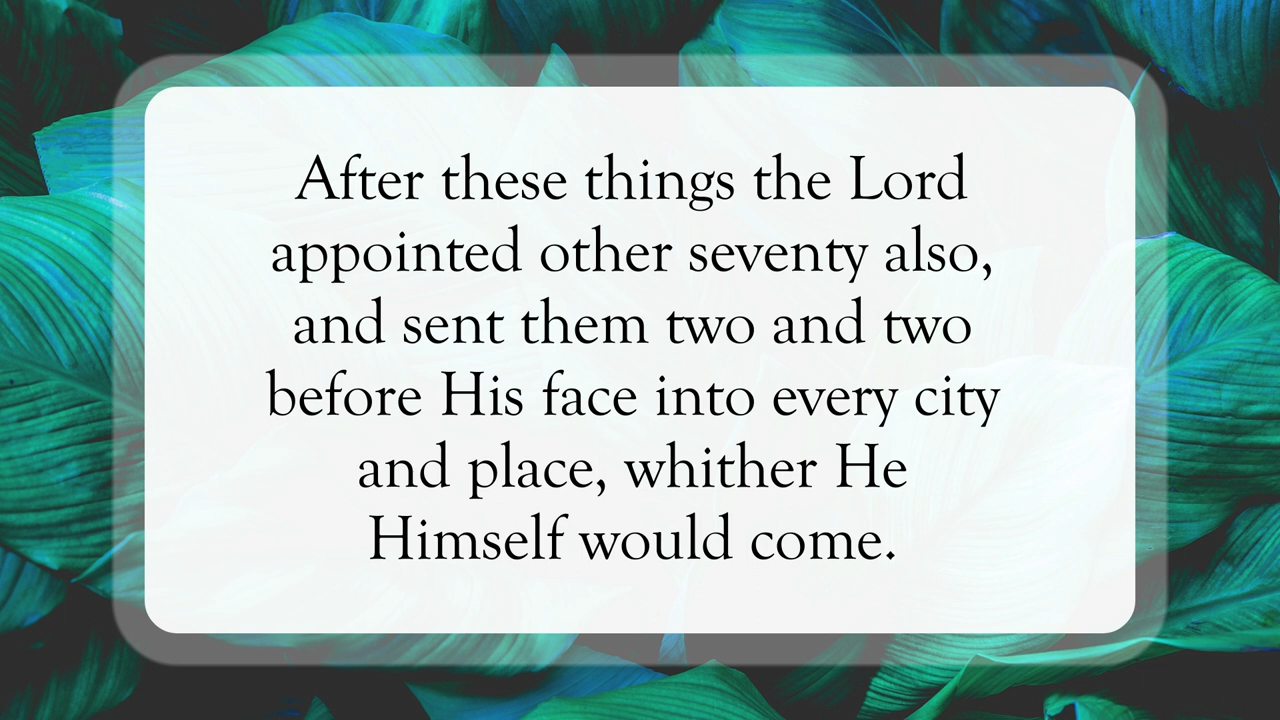 After these things the Lord
appointed other seventy also,
and sent them two and two
before His face into every city
and place, whither He
Himself would come.